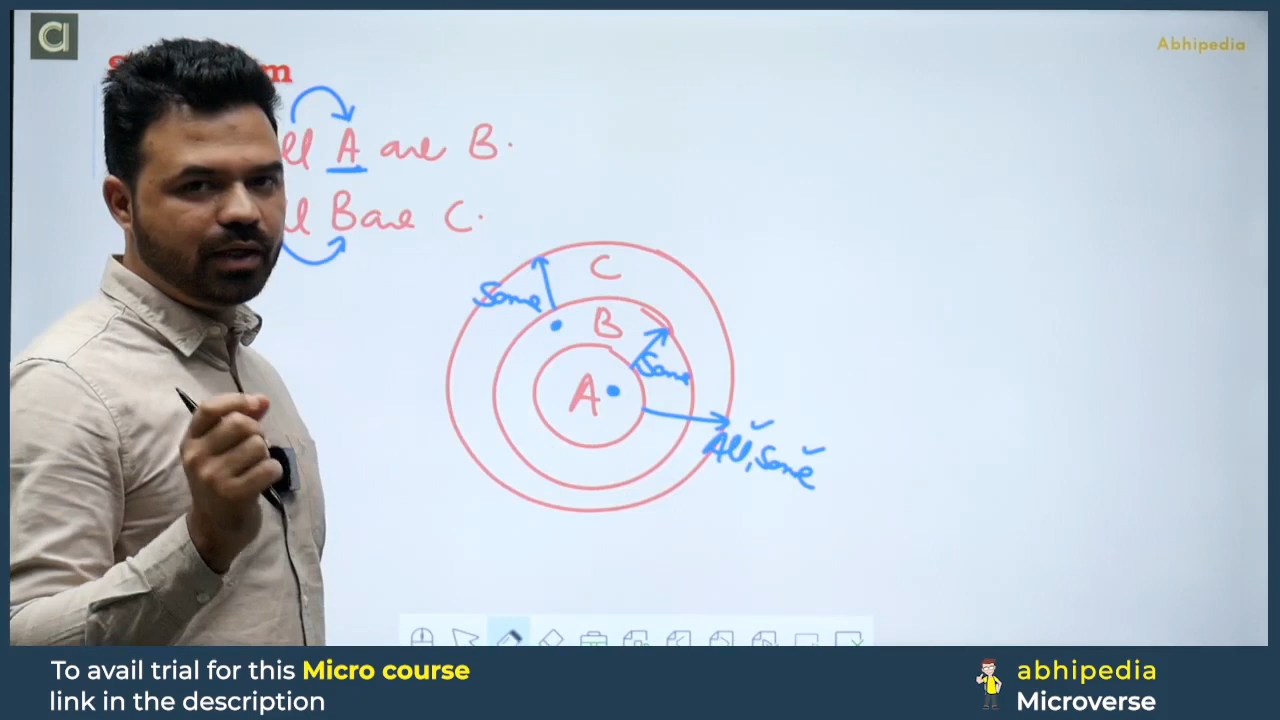 Abhipedia
A are B.
B are C.
C
Some
B
Some
A
All, Some
To avail trial for this Micro course
link in the description
abhipedia
Microverse